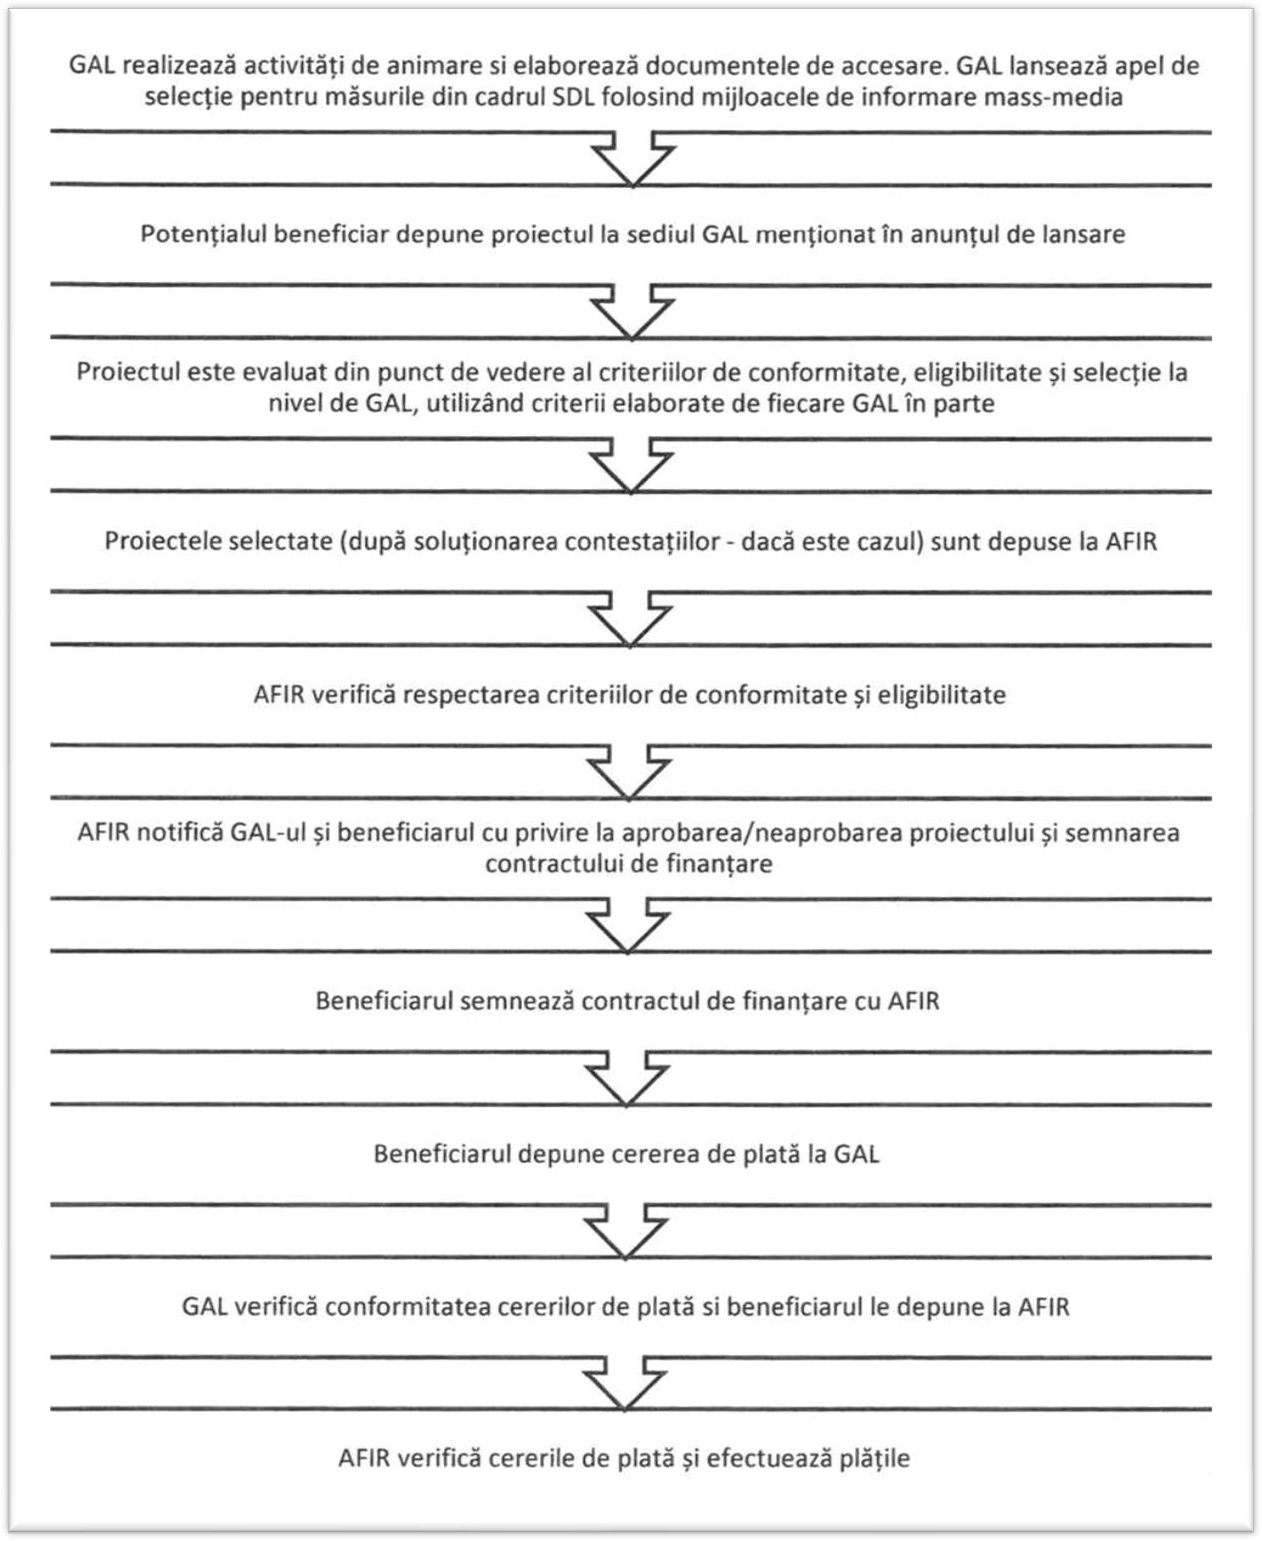 GAL realizează activități de animare si elaborează documentele de accesare. GAL lansează apel de
selecție pentru măsurile din cadrul SDL folosind mijloacele de informare mass-media
Potențialul beneficiar depune proiectul la sediul GAL menționat în anunțul de lansare
Proiectul este evaluat din punct de vedere al criteriilor de conformitate, eligibilitate și selecție la
nivel de GAL, utilizând criterii elaborate de fiecare GAL în parte
Proiectele selectate (după soluționarea contestațiilor - dacă este cazul) sunt depuse la AFIR
AFIR verifică respectarea criteriilor de conformitate și eligibilitate
AFIR notifică GAL-ul și beneficiarul cu privire la aprobarea/neaprobarea proiectului și semnarea
contractului de finanțare
Beneficiarul semnează contractul de finanțare cu AFIR
Beneficiarul depune cererea de plată la GAL
GAL verifică conformitatea cererilor de plată si beneficiarul le depune la AFIR
AFIR verifică cererile de plată și efectuează plățile